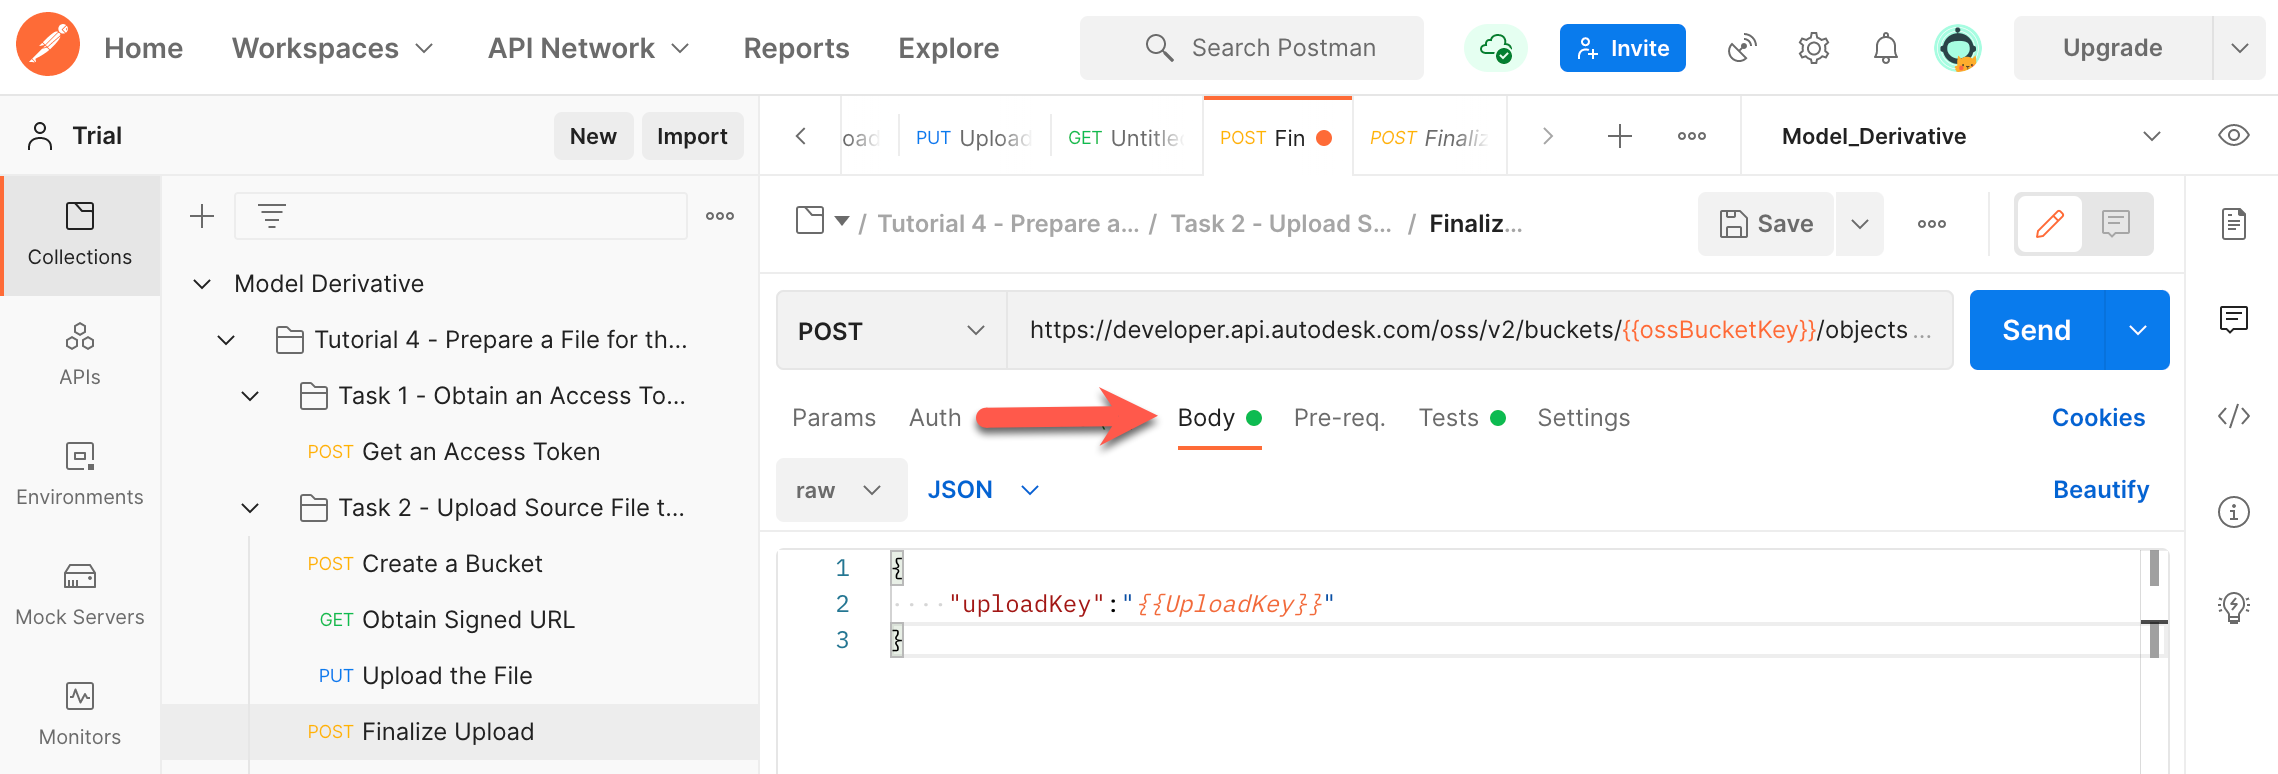 Home Workspaces API Network Reports Explore Search Postman Invite Upgrade
Trial New Import
oad PUT Upload GET Untitle POST Fin POST Finaliz Model_Derivative
Collections
APIs
Environments
Mock Servers
Monitors
Model Derivative
Tutorial 4 - Prepare a File for th...
Task 1 - Obtain an Access To...
POST Get an Access Token
Task 2 - Upload Source File t...
POST Create a Bucket
GET Obtain Signed URL
PUT Upload the File
POST Finalize Upload
/ Tutorial 4 - Prepare a... / Task 2 - Upload S... / Finaliz... Save
POST https://developer.api.autodesk.com/oss/v2/buckets/{{ossBucketKey}}/objects ... Send
Params Auth Body Pre-req. Tests Settings Cookies
raw JSON Beautify
1 {
2 "uploadKey":"{{UploadKey}}"
3 }